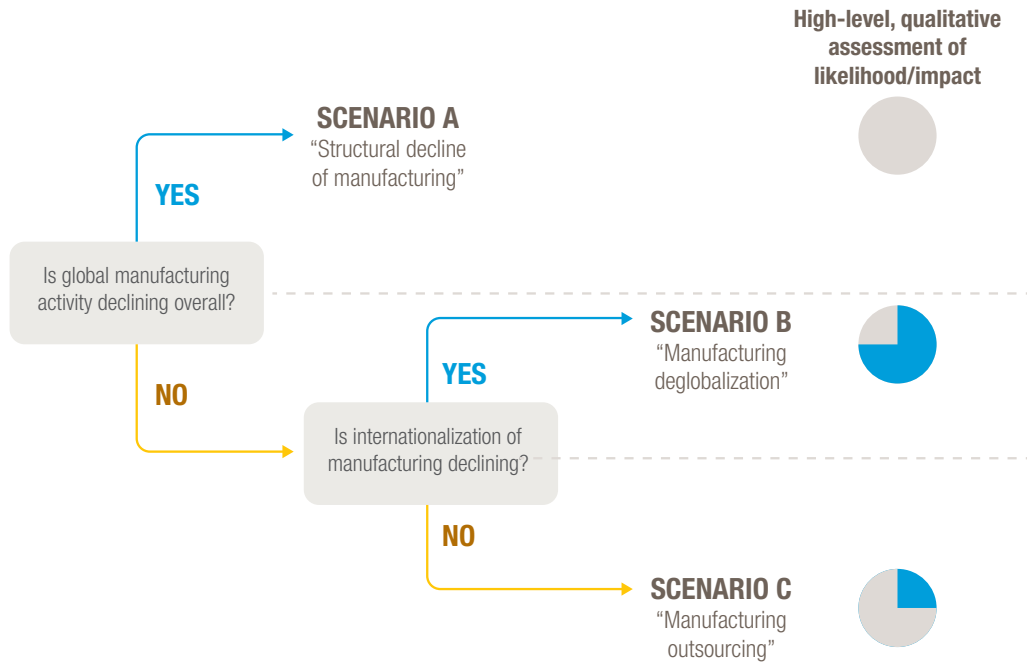 High-level, qualitative
assessment of
likelihood/impact
SCENARIO A
“Structural decline
of manufacturing”
YES
Is global manufacturing
activity declining overall?
NO
SCENARIO B
“Manufacturing
deglobalization”
YES
Is internationalization of
manufacturing declining?
NO
SCENARIO C
“Manufacturing
outsourcing”